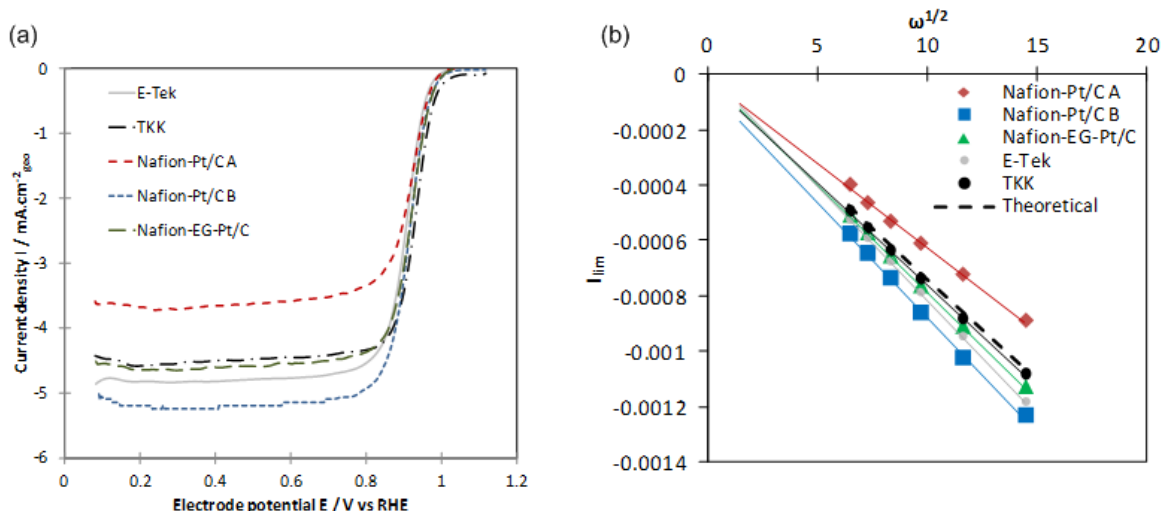 (a)
0
-1
-2
-3
-4
-5
-6
Current density I / mA.cm⁻²geo
E-Tek
TKK
Nafion-Pt/C A
Nafion-Pt/C B
Nafion-EG-Pt/C
0 0.2 0.4 0.6 0.8 1 1.2
Electrode potential E / V vs RHE
(b)
ω^1/2
0 5 10 15 20
0
-0.0002
-0.0004
-0.0006
-0.0008
-0.001
-0.0012
-0.0014
I_lim
Nafion-Pt/C A
Nafion-Pt/C B
Nafion-EG-Pt/C
E-Tek
TKK
Theoretical